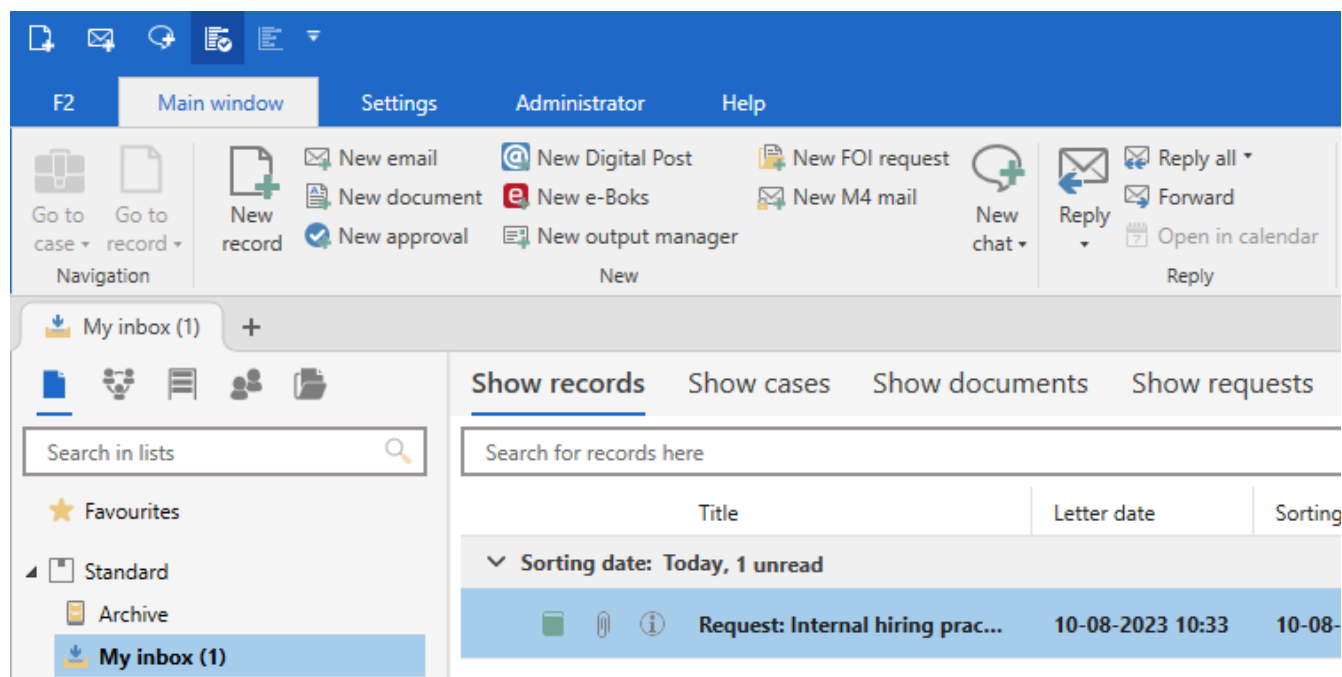 F2 Main window Settings Administrator Help
New email New Digital Post New FOI request Reply all
New document New e-Boks New M4 mail Forward
Go to case Go to record New record New approval New output manager New chat Reply Open in calendar
Navigation New Reply
My inbox (1) +
Show records Show cases Show documents Show requests
Search in lists Search for records here
Favourites Title Letter date Sorting
Standard Sorting date: Today, 1 unread
Archive Request: Internal hiring prac... 10-08-2023 10:33 10-08-
My inbox (1)